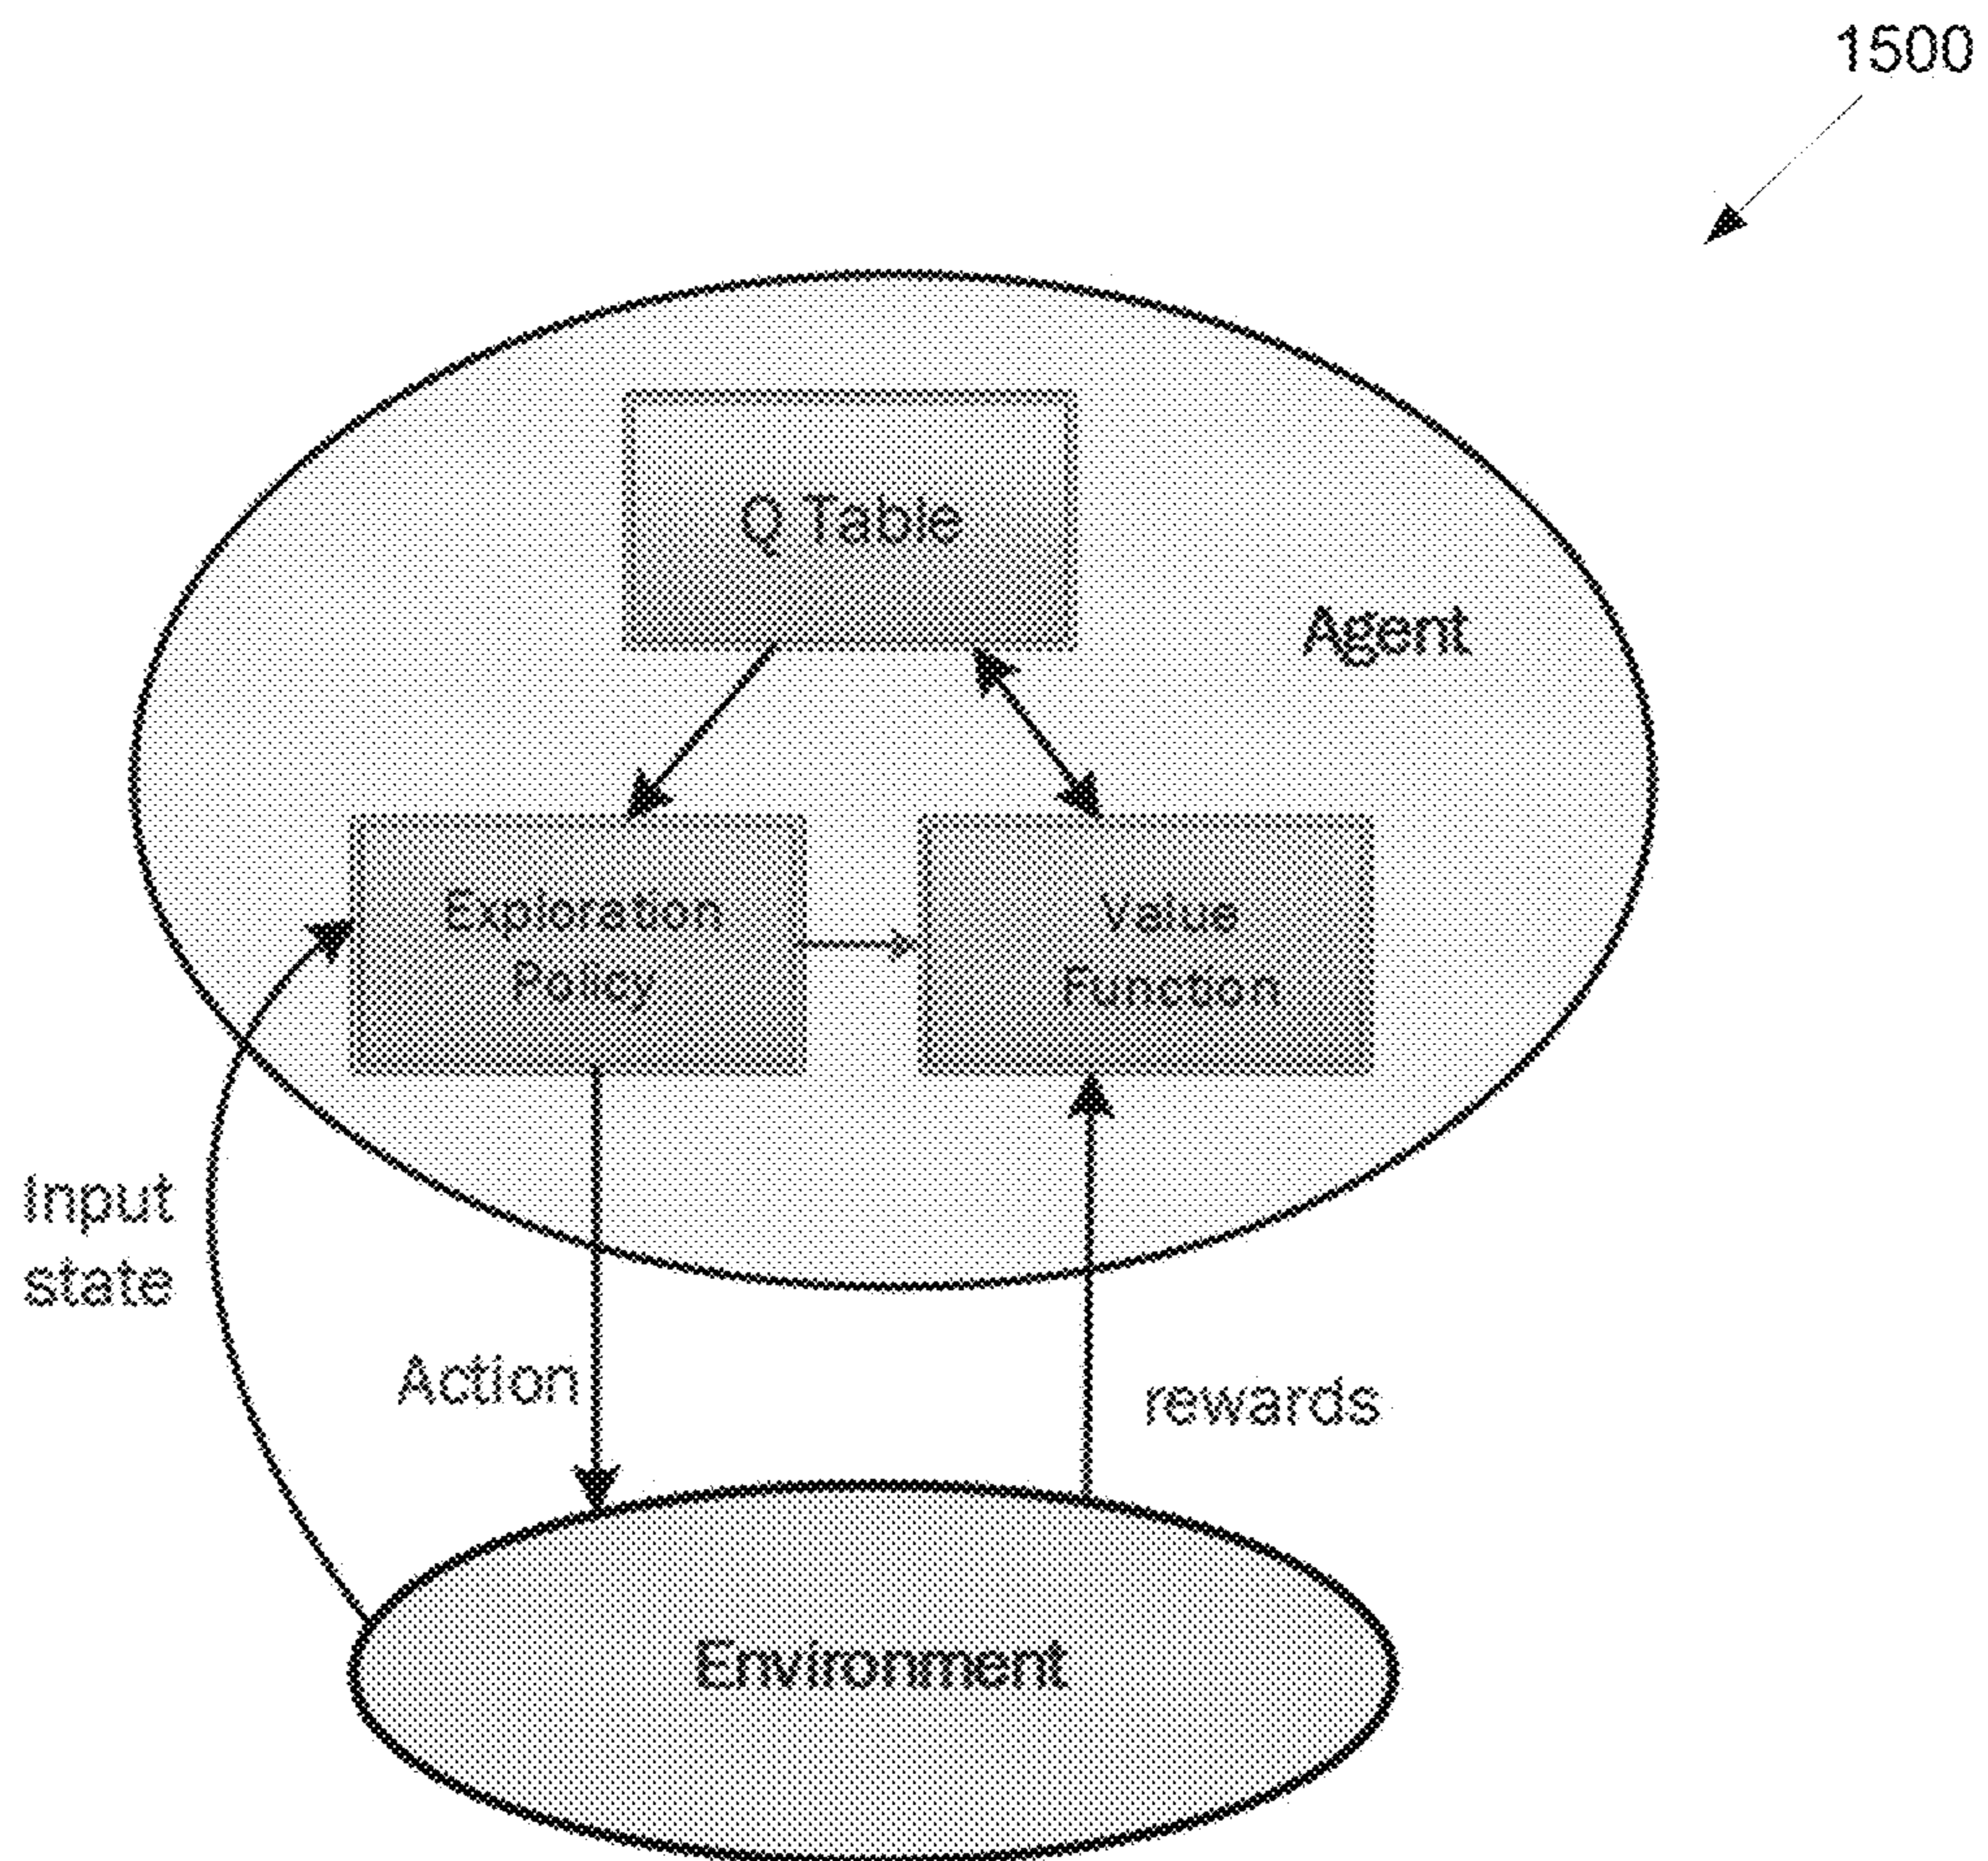 1500
Q Table
Agent
Exploration
Policy
Value
Function
Input
state
Action
rewards
Environment